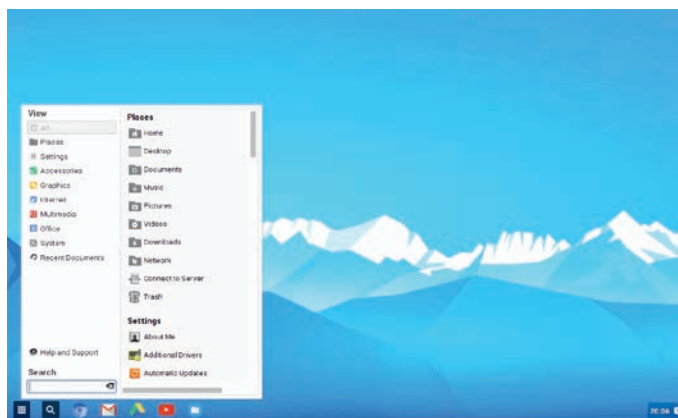 View
All
Places
Settings
Accessories
Graphics
Internet
Multimedia
Office
System
Recent Documents
Help and Support
Search
Places
Home
Desktop
Documents
Music
Pictures
Videos
Downloads
Network
Connect to Server
Trash
Settings
About Me
Additional Drivers
Automatic Updates
20:06